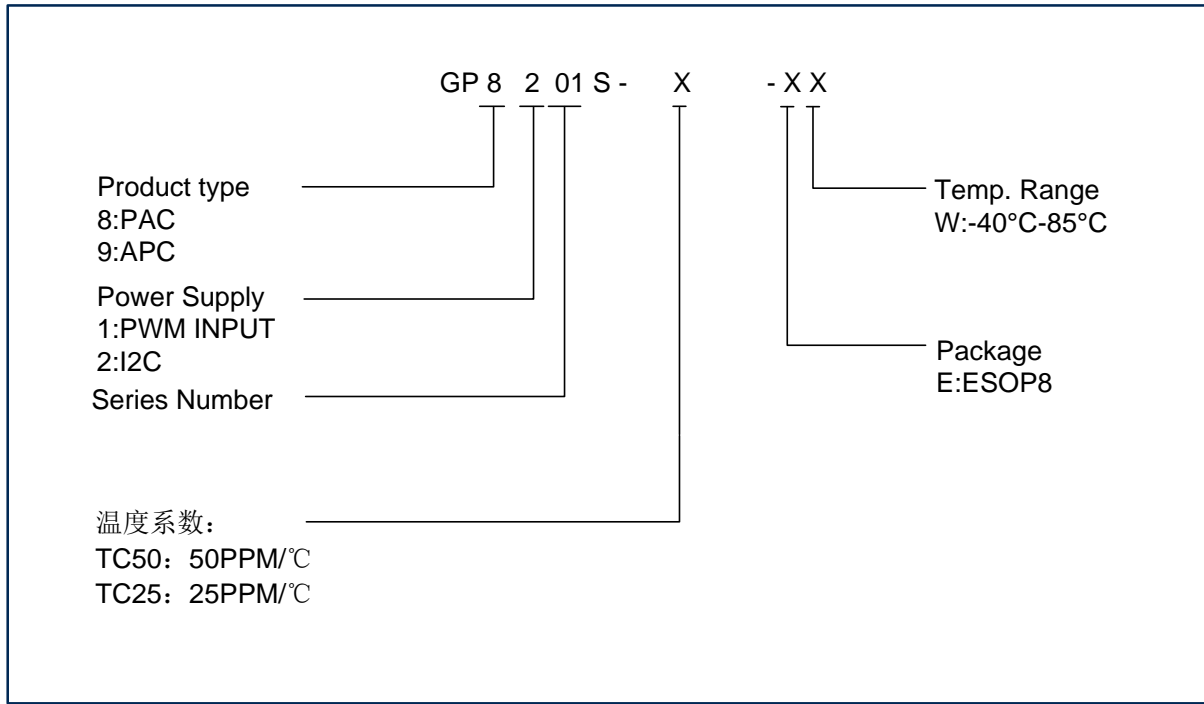 GP 8 2 01 S - X - X X
Product type
8:PAC
9:APC
Power Supply
1:PWM INPUT
2:I2C
Series Number
温度系数：
TC50：50PPM/℃
TC25：25PPM/℃
Temp. Range
W:-40°C-85°C
Package
E:ESOP8